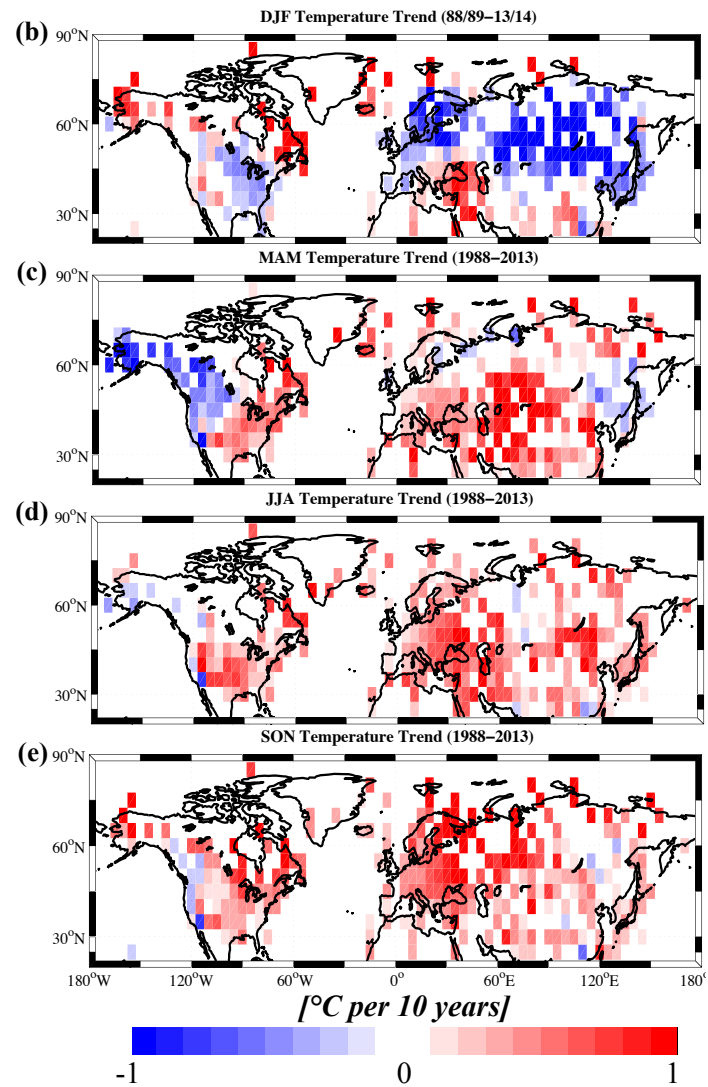 DJF Temperature Trend (88/89−13/14)
(b)
90°N
60°N
30°N
MAM Temperature Trend (1988−2013)
(c)
90°N
60°N
30°N
JJA Temperature Trend (1988−2013)
(d)
90°N
60°N
30°N
SON Temperature Trend (1988−2013)
(e)
90°N
60°N
30°N
180°W 120°W 60°W 0° 60°E 120°E 180°
[°C per 10 years]
-1 0 1